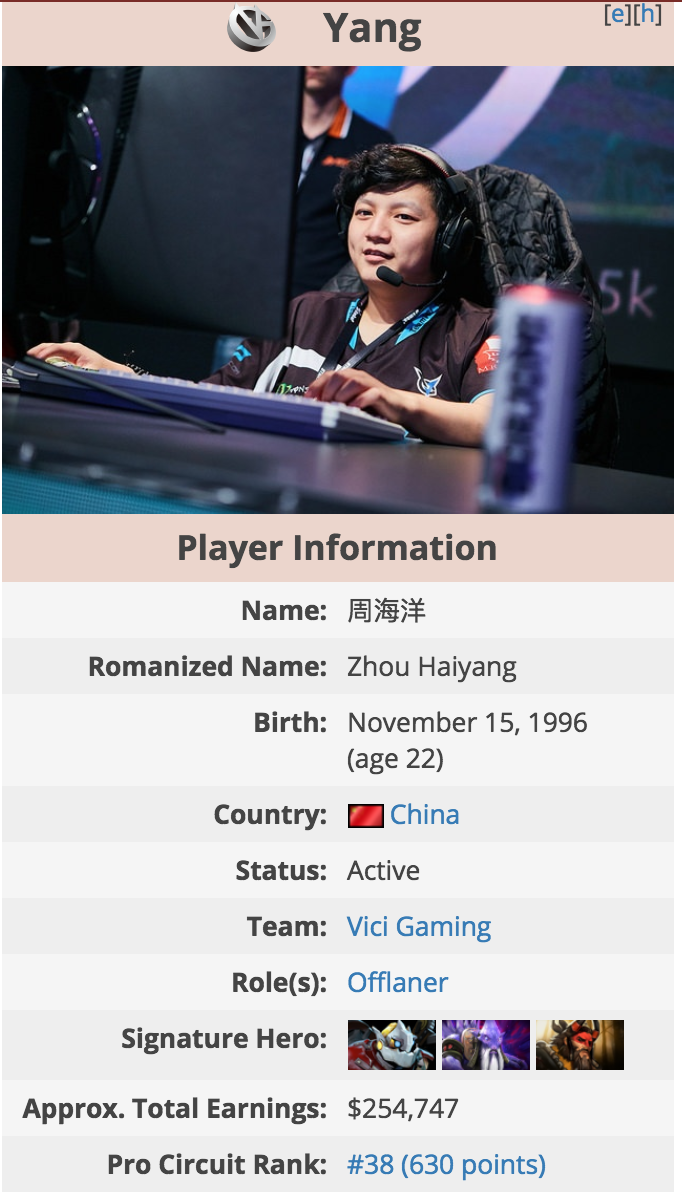 Yang
[e][h]
5k
Player Information
Name: 周海洋
Romanized Name: Zhou Haiyang
Birth: November 15, 1996
(age 22)
Country: China
Status: Active
Team: Vici Gaming
Role(s): Offlaner
Signature Hero:
Approx. Total Earnings: $254,747
Pro Circuit Rank: #38 (630 points)